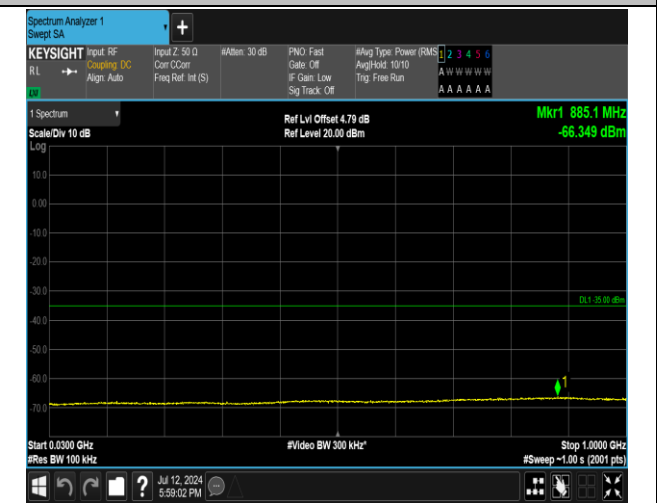 Spectrum Analyzer 1
Swept SA
+
KEYSIGHT Input: RF Input Z: 50 Ω #Atten: 30 dB PNO: Fast #Avg Type: Power (RMS 1 2 3 4 5 6
RL Coupling: DC Corr CCorr Gate: Off Avg|Hold: 10/10 A W W W W W
Align: Auto Freq Ref: Int (S) IF Gain: Low Trig: Free Run
Sig Track: Off A A A A A A
1 Spectrum Ref Lvl Offset 4.79 dB Mkr1 885.1 MHz
Scale/Div 10 dB Ref Level 20.00 dBm -66.349 dBm
Log
10.0
0.00
-10.0
-20.0
-30.0
DL1 -35.00 dBm
-40.0
-50.0
-60.0
1
-70.0
Start 0.0300 GHz #Video BW 300 kHz* Stop 1.0000 GHz
#Res BW 100 kHz #Sweep ~1.00 s (2001 pts)
? Jul 12, 2024
5:59:02 PM